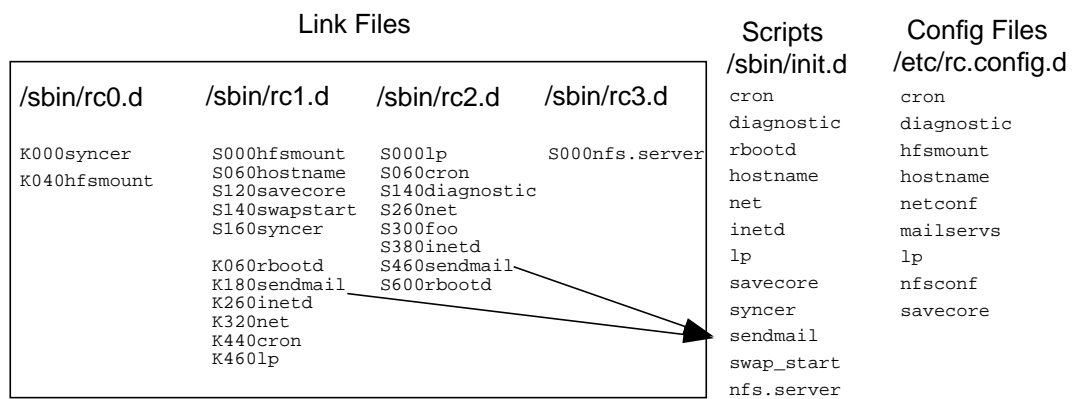 Link Files
/sbin/rc0.d
K000syncer
K040hfsmount
/sbin/rc1.d
S000hfsmount
S060hostname
S120savecore
S140swapstart
S160syncer
K060rbootd
K180sendmail
K260inetd
K320net
K440cron
K460lp
/sbin/rc2.d
S000lp
S060cron
S140diagnostic
S260net
S300foo
S380inetd
S460sendmail
S600rbootd
/sbin/rc3.d
S000nfs.server
Scripts
/sbin/init.d
cron
diagnostic
rbootd
hostname
net
inetd
lp
savecore
syncer
sendmail
swap_start
nfs.server
Config Files
/etc/rc.config.d
cron
diagnostic
hfsmount
hostname
netconf
mailservs
lp
nfsconf
savecore